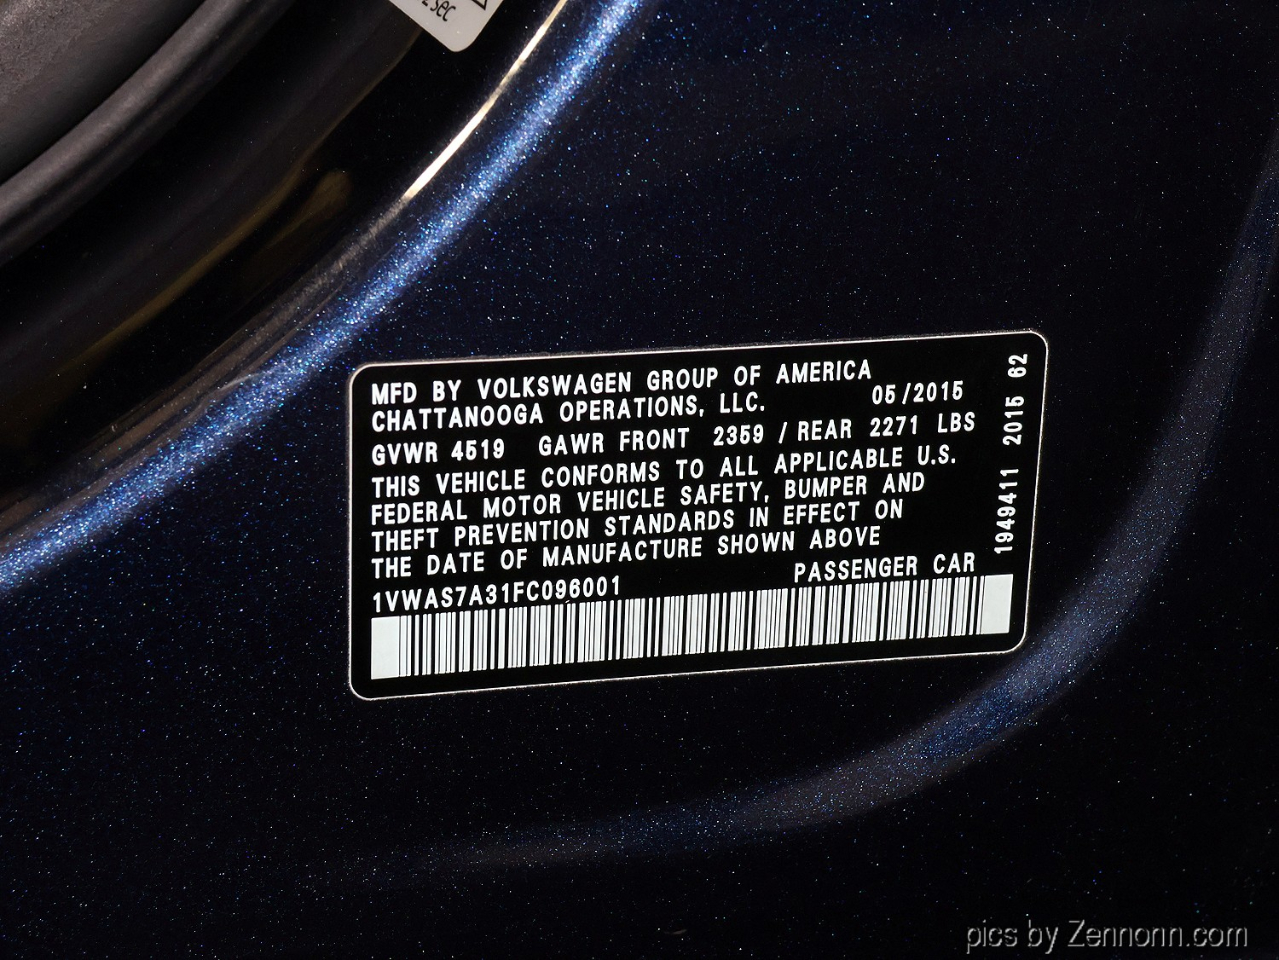 2sec
MFD BY VOLKSWAGEN GROUP OF AMERICA
CHATTANOOGA OPERATIONS, LLC. 05/2015
GVWR 4519 GAWR FRONT 2359 / REAR 2271 LBS
THIS VEHICLE CONFORMS TO ALL APPLICABLE U.S.
FEDERAL MOTOR VEHICLE SAFETY, BUMPER AND
THEFT PREVENTION STANDARDS IN EFFECT ON
THE DATE OF MANUFACTURE SHOWN ABOVE
PASSENGER CAR
1VWAS7A31FC096001
1949411 2015 62
pics by Zennonn.com